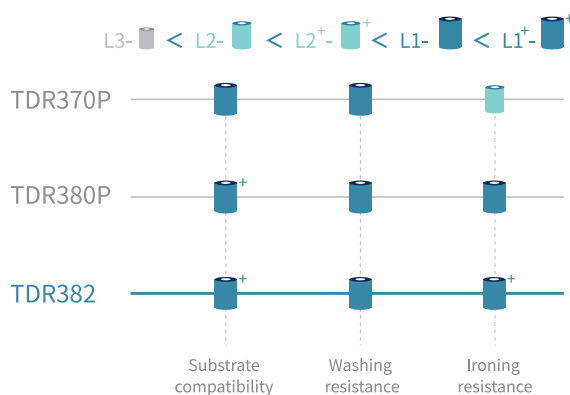 L3- < L2- < L2+- + < L1- < L1+- +
TDR370P
TDR380P +
TDR382 + +
Substrate compatibility Washing resistance Ironing resistance